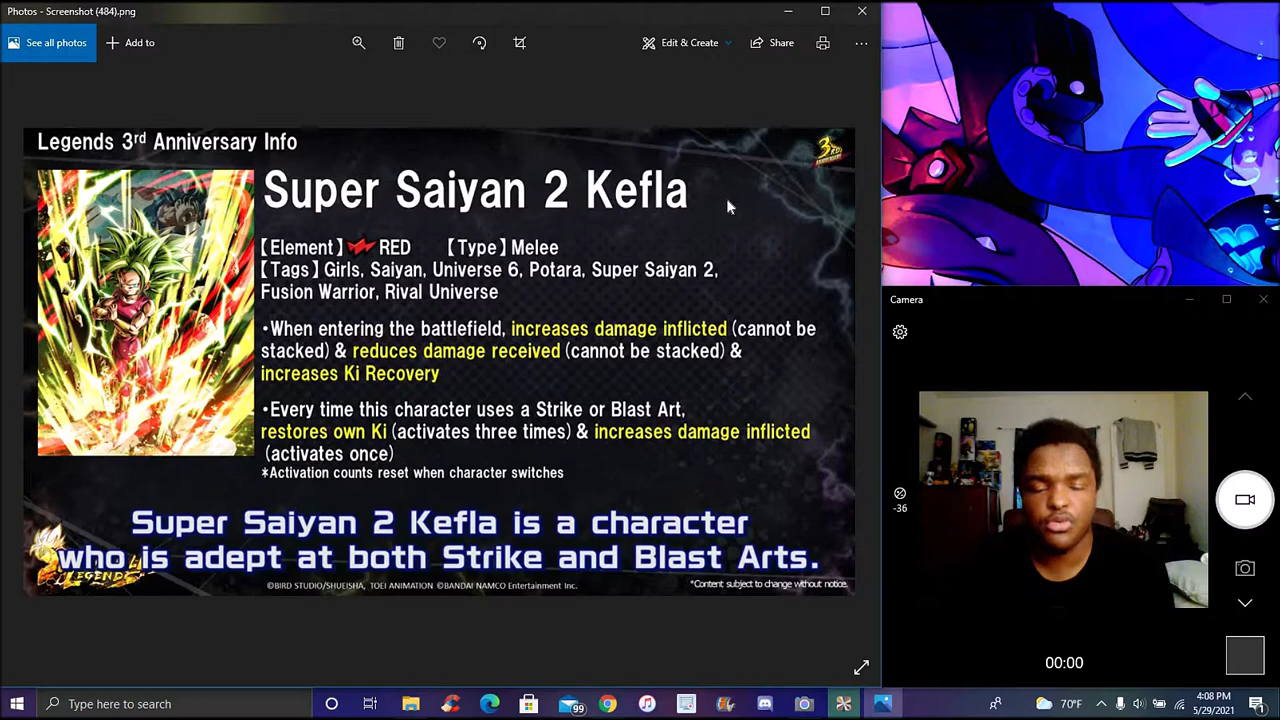 Photos - Screenshot (484).png
See all photos
Add to
Edit & Create
Share
Legends 3rd Anniversary Info
3RD
ANNIVERSARY
Super Saiyan 2 Kefla
【Element】 RED 【Type】Melee
【Tags】Girls, Saiyan, Universe 6, Potara, Super Saiyan 2,
Fusion Warrior, Rival Universe
•When entering the battlefield, increases damage inflicted (cannot be
stacked) & reduces damage received (cannot be stacked) &
increases Ki Recovery
•Every time this character uses a Strike or Blast Art,
restores own Ki (activates three times) & increases damage inflicted
(activates once)
*Activation counts reset when character switches
Super Saiyan 2 Kefla is a character
who is adept at both Strike and Blast Arts.
LEGENDS
©BIRD STUDIO/SHUEISHA, TOEI ANIMATION ©BANDAI NAMCO Entertainment Inc.
*Content subject to change without notice.
Camera
-36
00:00
Type here to search
99
70°F
4:08 PM
5/29/2021
1